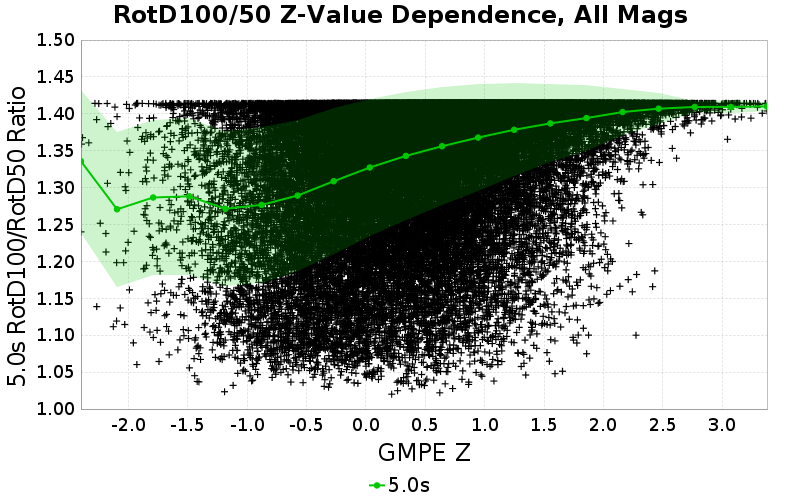 RotD100/50 Z-Value Dependence, All Mags
5.0s RotD100/RotD50 Ratio
1.50
1.45
1.40
1.35
1.30
1.25
1.20
1.15
1.10
1.05
1.00
-2.0 -1.5 -1.0 -0.5 0.0 0.5 1.0 1.5 2.0 2.5 3.0
GMPE Z
5.0s